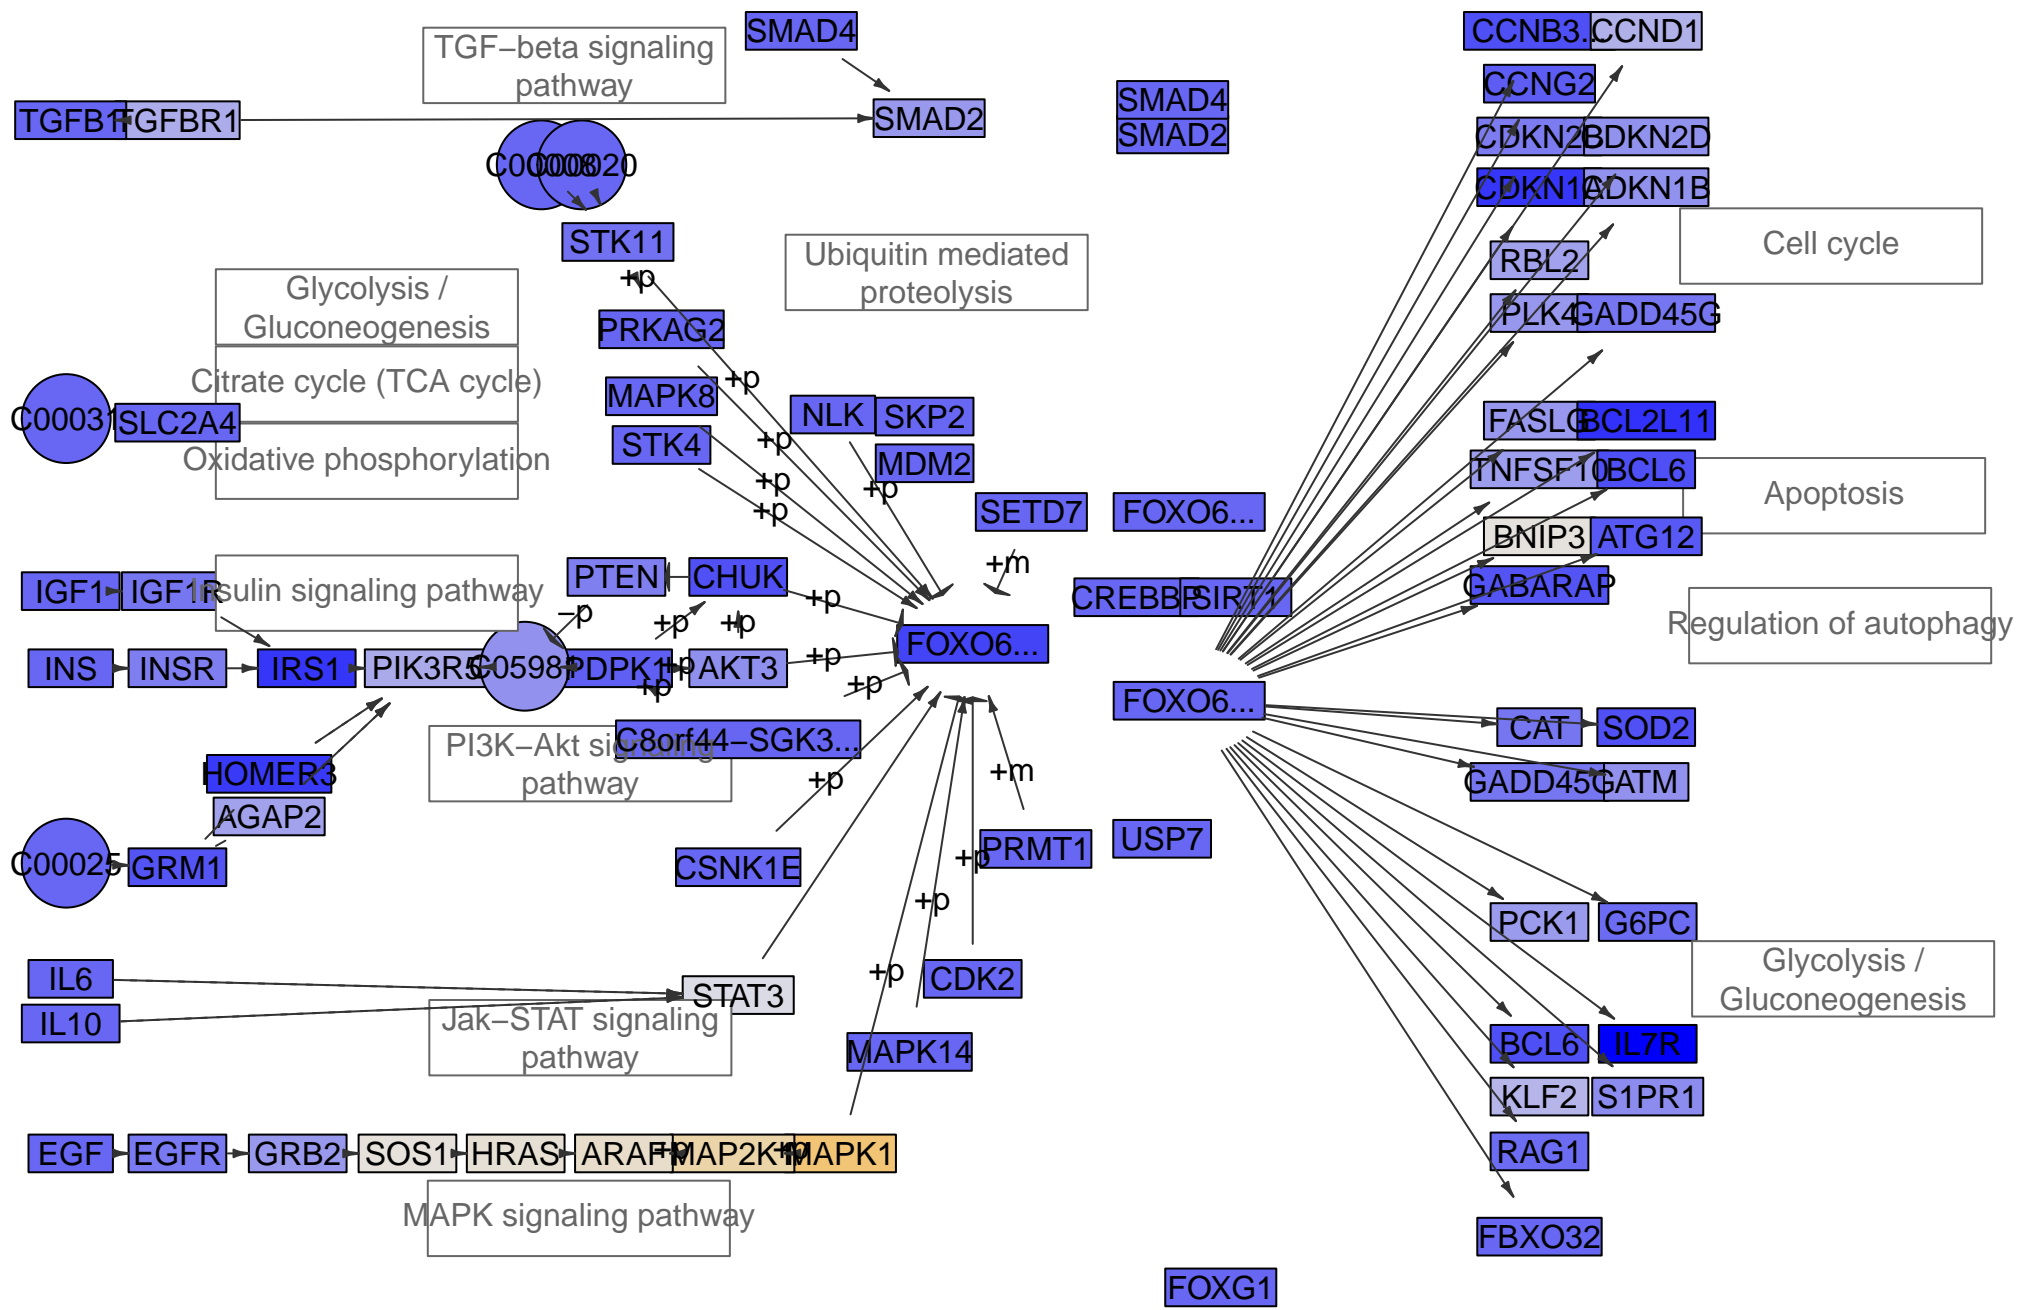 SMAD4
CCNB3...
CCND1
TGF−beta signaling
pathway
CCNG2
SMAD4
TGFB1
TGFBR1
SMAD2
SMAD2
CDKN2B
CDKN2D
C00020
CDKN1A
CDKN1B
STK11
Ubiquitin mediated
proteolysis
Cell cycle
RBL2
+p
Glycolysis /
Gluconeogenesis
PRKAG2
PLK4
GADD45G
Citrate cycle (TCA cycle)
+p
MAPK8
NLK
SKP2
FASLG
BCL2L11
C00031
SLC2A4
STK4
+p
Oxidative phosphorylation
MDM2
TNFSF10
BCL6
+p
+p
Apoptosis
+p
SETD7
FOXO6...
BNIP3
ATG12
+m
IGF1
IGF1R
Insulin signaling pathway
PTEN
CHUK
GABARAP
CREBBP
SIRT1
+p
−p
+p
+p
Regulation of autophagy
FOXO6...
INS
INSR
IRS1
PIK3R5
C05981
PDPK1
+p
AKT3
+p
+p
+p
FOXO6...
CAT
SOD2
PI3K−Akt signaling
pathway
C8orf44−SGK3...
HOMER3
+p
+m
GADD45G
GATM
AGAP2
USP7
PRMT1
C00025
GRM1
CSNK1E
+p
+p
PCK1
G6PC
IL6
+p
CDK2
Glycolysis /
Gluconeogenesis
STAT3
IL10
Jak−STAT signaling
pathway
MAPK14
BCL6
IL7R
KLF2
S1PR1
EGF
EGFR
GRB2
SOS1
HRAS
ARAF
+p
MAP2K1
+p
MAPK1
RAG1
MAPK signaling pathway
FBXO32
FOXG1